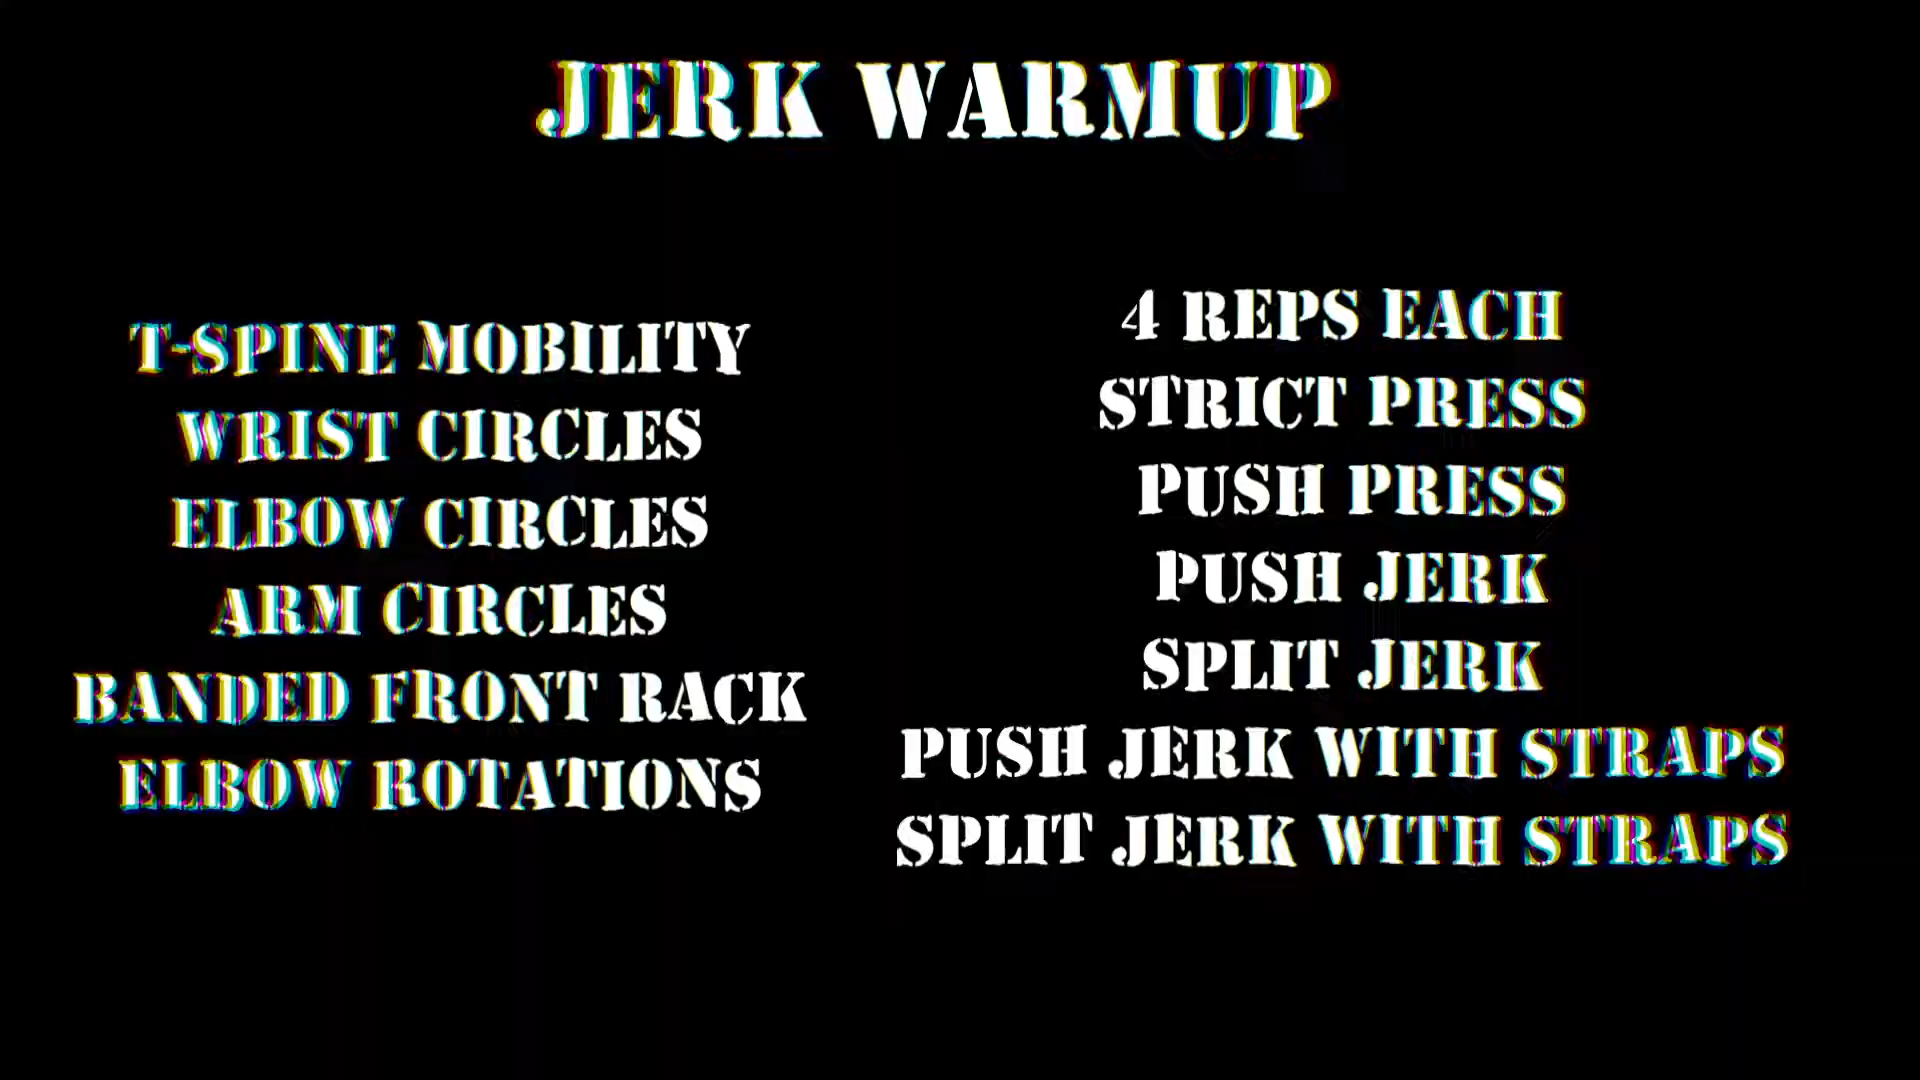 JERK WARMUP
T-SPINE MOBILITY
WRIST CIRCLES
ELBOW CIRCLES
ARM CIRCLES
BANDED FRONT RACK
ELBOW ROTATIONS
4 REPS EACH
STRICT PRESS
PUSH PRESS
PUSH JERK
SPLIT JERK
PUSH JERK WITH STRAPS
SPLIT JERK WITH STRAPS